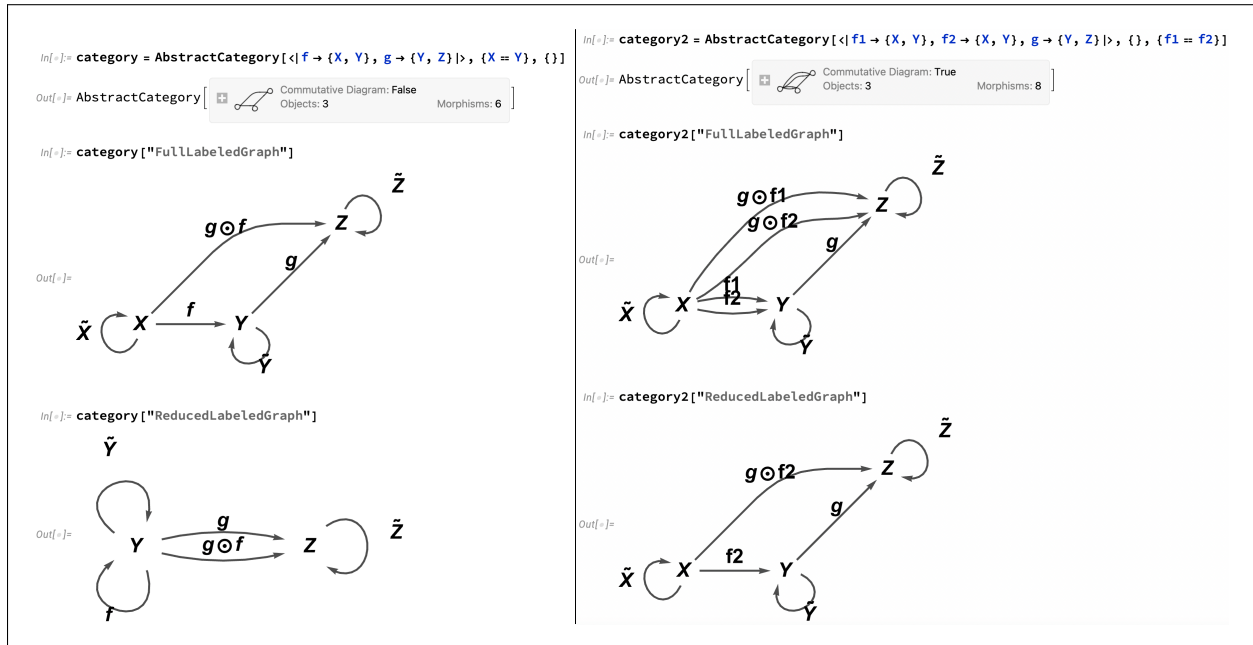 In[◦]:= category = AbstractCategory[<|f → {X, Y}, g → {Y, Z}|>, {X == Y}, {}]
Out[◦]= AbstractCategory[ Commutative Diagram: False
Objects: 3 Morphisms: 6 ]
In[◦]:= category["FullLabeledGraph"]
Z̃
g⊙f Z
g
Out[◦]=
f
X̃ X Y
Ỹ
In[◦]:= category["ReducedLabeledGraph"]
Ỹ
g
Z̃
Out[◦]= Y g⊙f Z
f
In[◦]:= category2 = AbstractCategory[<|f1 → {X, Y}, f2 → {X, Y}, g → {Y, Z}|>, {}, {f1 == f2}]
Out[◦]= AbstractCategory[ Commutative Diagram: True
Objects: 3 Morphisms: 8 ]
In[◦]:= category2["FullLabeledGraph"]
Z̃
g⊙f1
Z
g⊙f2
g
Out[◦]=
f1
f2
X̃ X Y
Ỹ
In[◦]:= category2["ReducedLabeledGraph"]
Z̃
g⊙f2 Z
g
Out[◦]=
f2
X̃ X Y
Ỹ